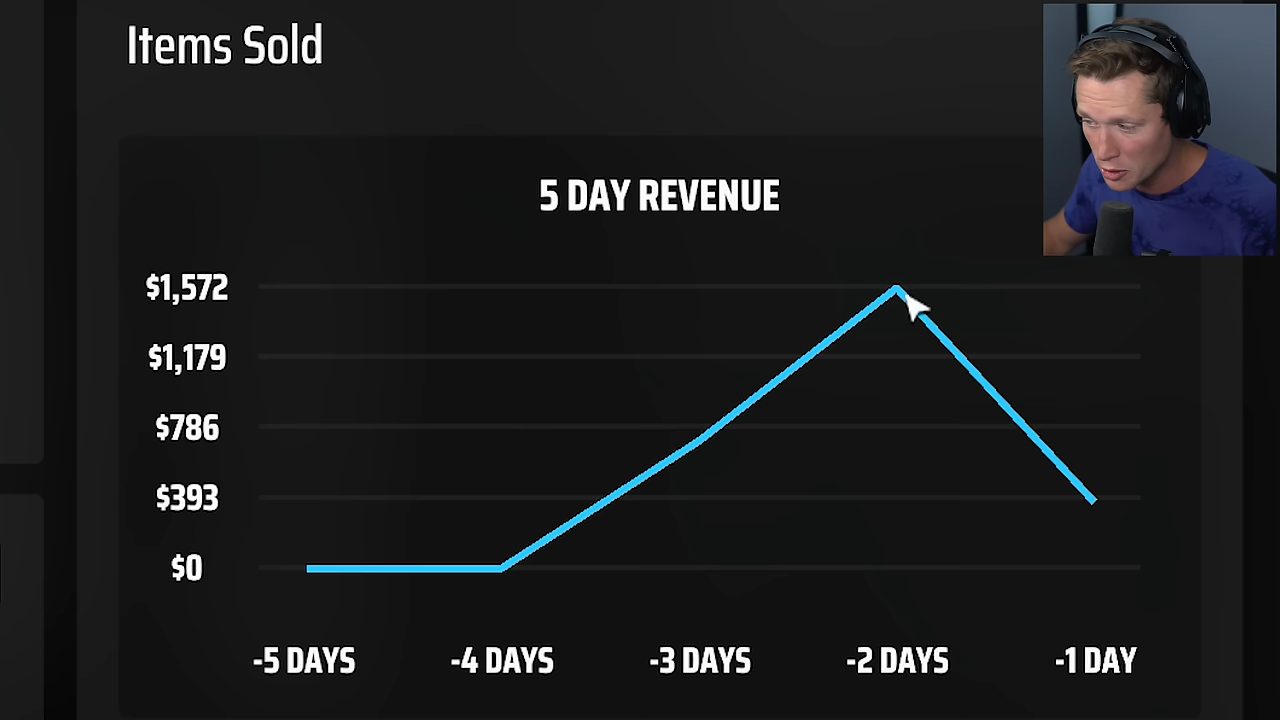 Items Sold
5 DAY REVENUE
$1,572
$1,179
$786
$393
$0
-5 DAYS -4 DAYS -3 DAYS -2 DAYS -1 DAY